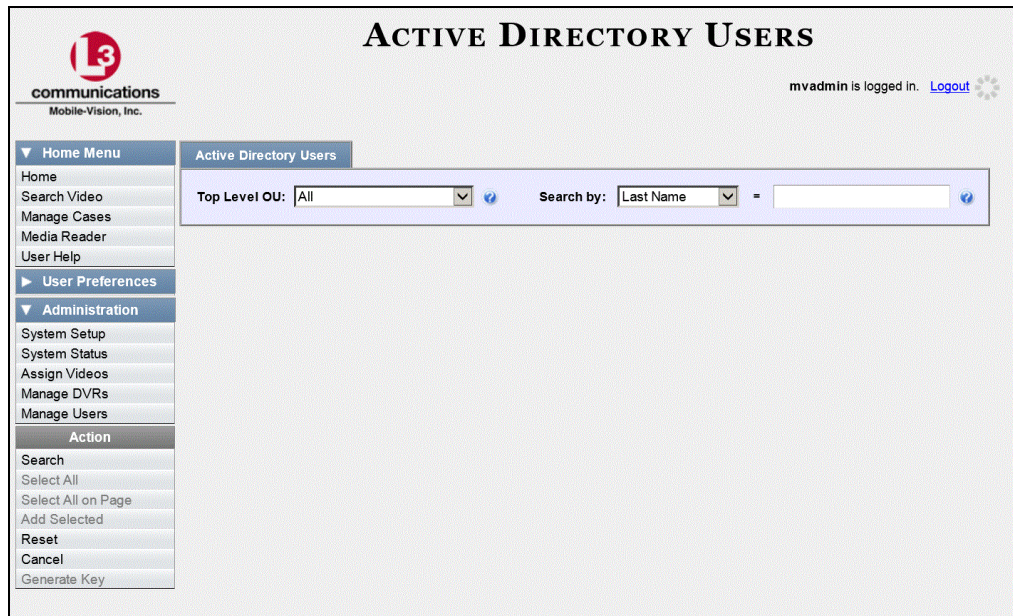 ACTIVE DIRECTORY USERS
L3
communications
Mobile-Vision, Inc.
mvadmin is logged in. Logout
Home Menu
Home
Search Video
Manage Cases
Media Reader
User Help
User Preferences
Administration
System Setup
System Status
Assign Videos
Manage DVRs
Manage Users
Action
Search
Select All
Select All on Page
Add Selected
Reset
Cancel
Generate Key
Active Directory Users
Top Level OU: All ? Search by: Last Name = ?